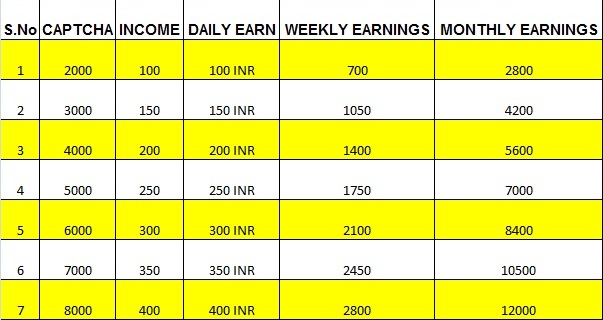 S.No CAPTCHA INCOME DAILY EARN WEEKLY EARNINGS MONTHLY EARNINGS
1 2000 100 100 INR 700 2800
2 3000 150 150 INR 1050 4200
3 4000 200 200 INR 1400 5600
4 5000 250 250 INR 1750 7000
5 6000 300 300 INR 2100 8400
6 7000 350 350 INR 2450 10500
7 8000 400 400 INR 2800 12000